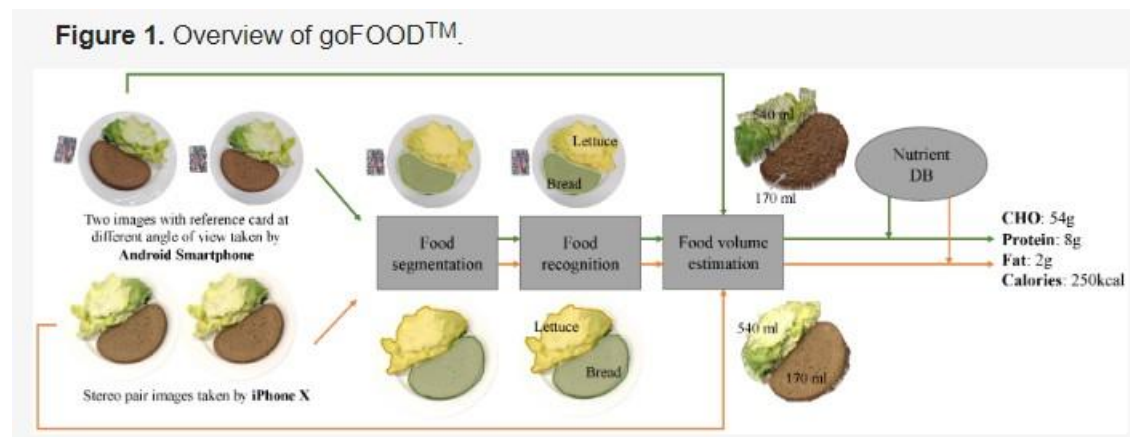 Figure 1. Overview of goFOOD™.
Two images with reference card at
different angle of view taken by
Android Smartphone
Stereo pair images taken by iPhone X
Lettuce
Bread
Food
segmentation
Food
recognition
Food volume
estimation
Lettuce
Bread
540 ml
170 ml
540 ml
170 ml
Nutrient
DB
CHO: 54g
Protein: 8g
Fat: 2g
Calories: 250kcal